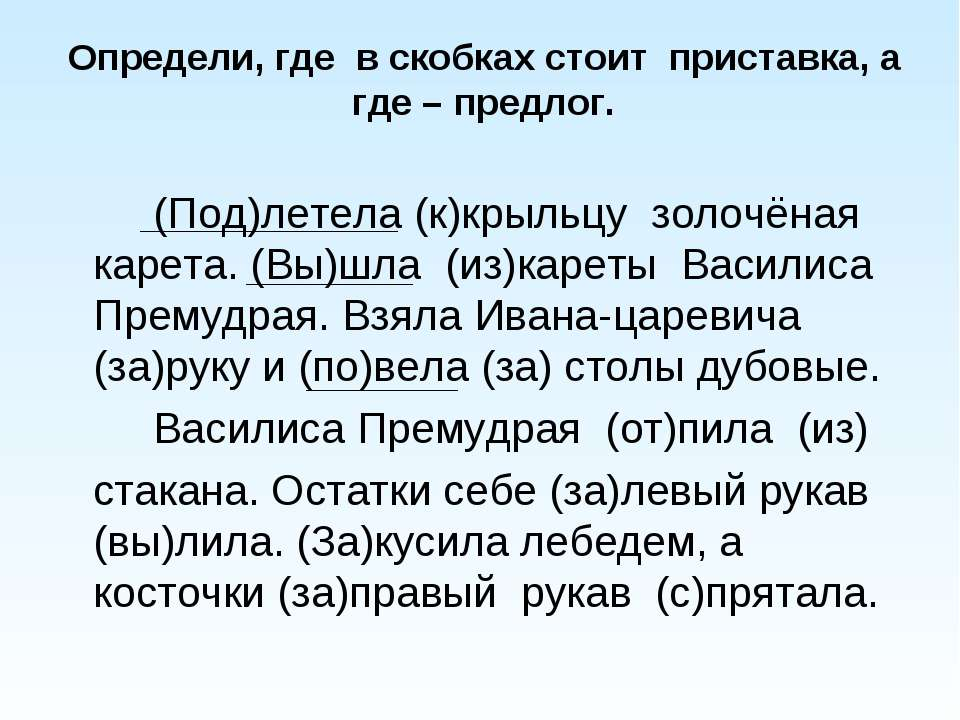 Определи, где в скобках стоит приставка, а
где – предлог.
(Под)летела (к)крыльцу золочёная
карета. (Вы)шла (из)кареты Василиса
Премудрая. Взяла Ивана-царевича
(за)руку и (по)вела (за) столы дубовые.
Василиса Премудрая (от)пила (из)
стакана. Остатки себе (за)левый рукав
(вы)лила. (За)кусила лебедем, а
косточки (за)правый рукав (с)прятала.